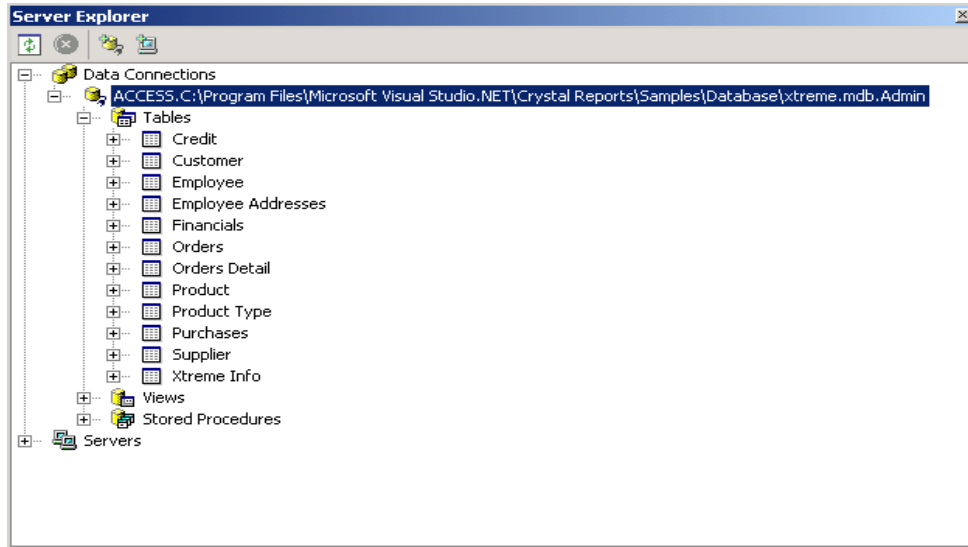 Server Explorer
Data Connections
ACCESS.C:\Program Files\Microsoft Visual Studio.NET\Crystal Reports\Samples\Database\xtreme.mdb.Admin
Tables
Credit
Customer
Employee
Employee Addresses
Financials
Orders
Orders Detail
Product
Product Type
Purchases
Supplier
Xtreme Info
Views
Stored Procedures
Servers